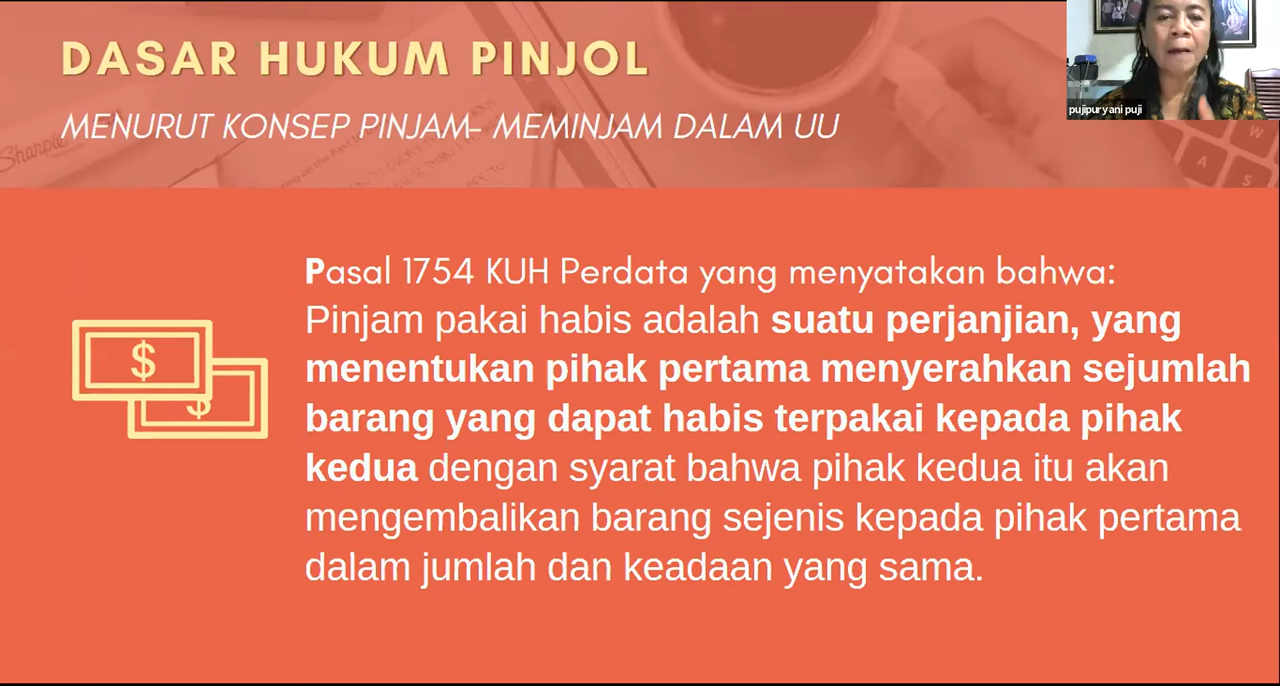 DASAR HUKUM PINJOL
MENURUT KONSEP PINJAM- MEMINJAM DALAM UU
pujipuryani puji
Sharpie
W
A
S
$
$
Pasal 1754 KUH Perdata yang menyatakan bahwa:
Pinjam pakai habis adalah suatu perjanjian, yang
menentukan pihak pertama menyerahkan sejumlah
barang yang dapat habis terpakai kepada pihak
kedua dengan syarat bahwa pihak kedua itu akan
mengembalikan barang sejenis kepada pihak pertama
dalam jumlah dan keadaan yang sama.